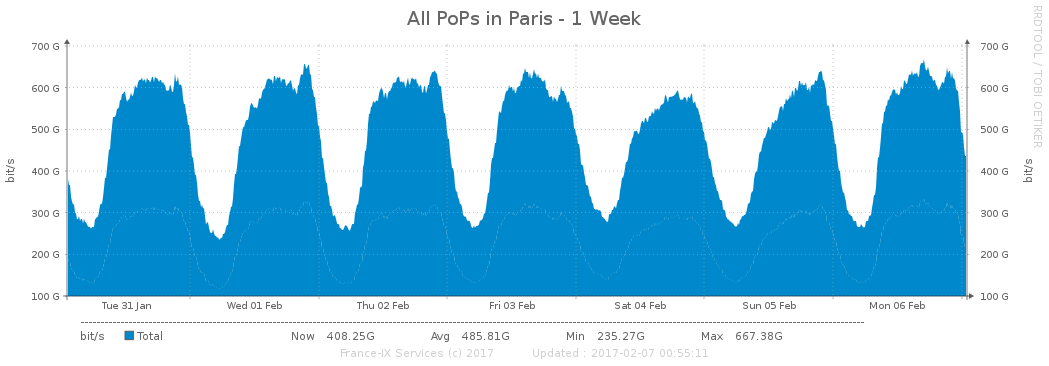 All PoPs in Paris - 1 Week
RRDTOOL / TOBI OETIKER
700 G 700 G
600 G 600 G
500 G 500 G
400 G 400 G
300 G 300 G
200 G 200 G
100 G 100 G
bit/s bit/s
Tue 31 Jan Wed 01 Feb Thu 02 Feb Fri 03 Feb Sat 04 Feb Sun 05 Feb Mon 06 Feb
bit/s Total Now 408.25G Avg 485.81G Min 235.27G Max 667.38G
France-IX Services (c) 2017 Updated : 2017-02-07 00:55:11